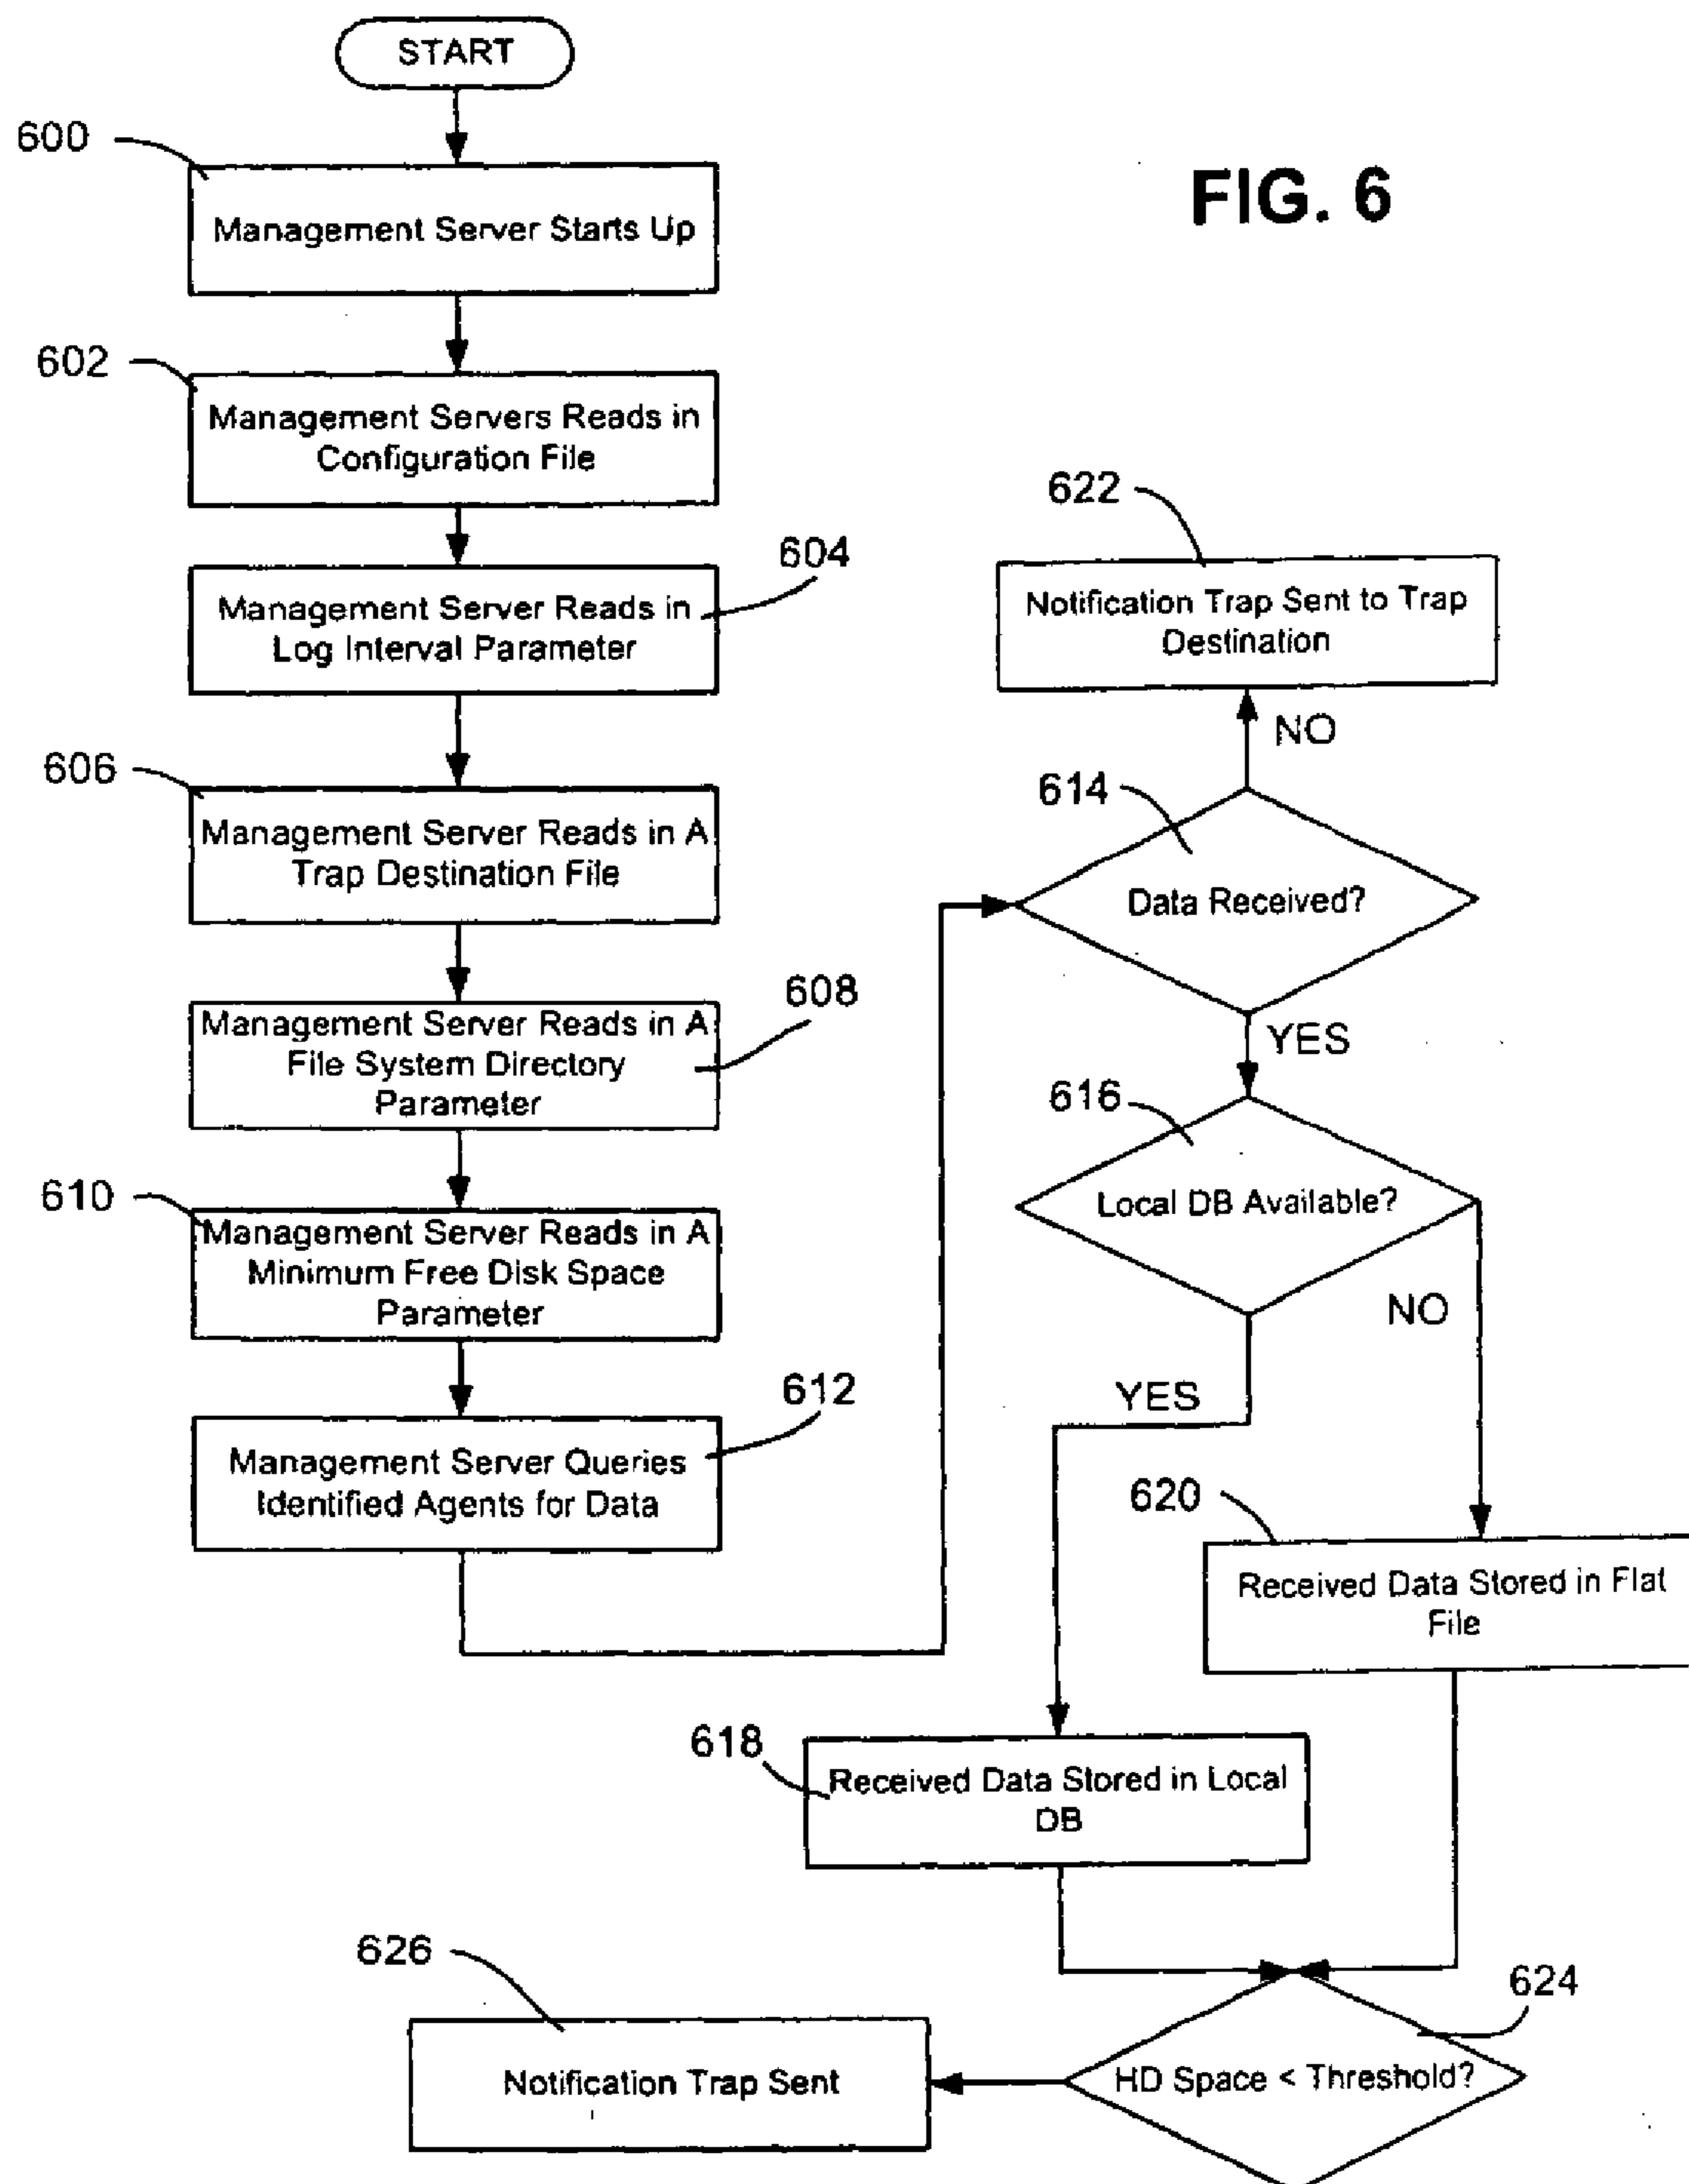 START
600
Management Server Starts Up
FIG. 6
602
Management Servers Reads in
Configuration File
604
Management Server Reads in
Log Interval Parameter
606
Management Server Reads in A
Trap Destination File
608
Management Server Reads in A
File System Directory
Parameter
610
Management Server Reads in A
Minimum Free Disk Space
Parameter
612
Management Server Queries
Identified Agents for Data
622
Notification Trap Sent to Trap
Destination
NO
614
Data Received?
YES
616
Local DB Available?
NO
YES
620
Received Data Stored in Flat
File
618
Received Data Stored in Local
DB
624
HD Space < Threshold?
626
Notification Trap Sent